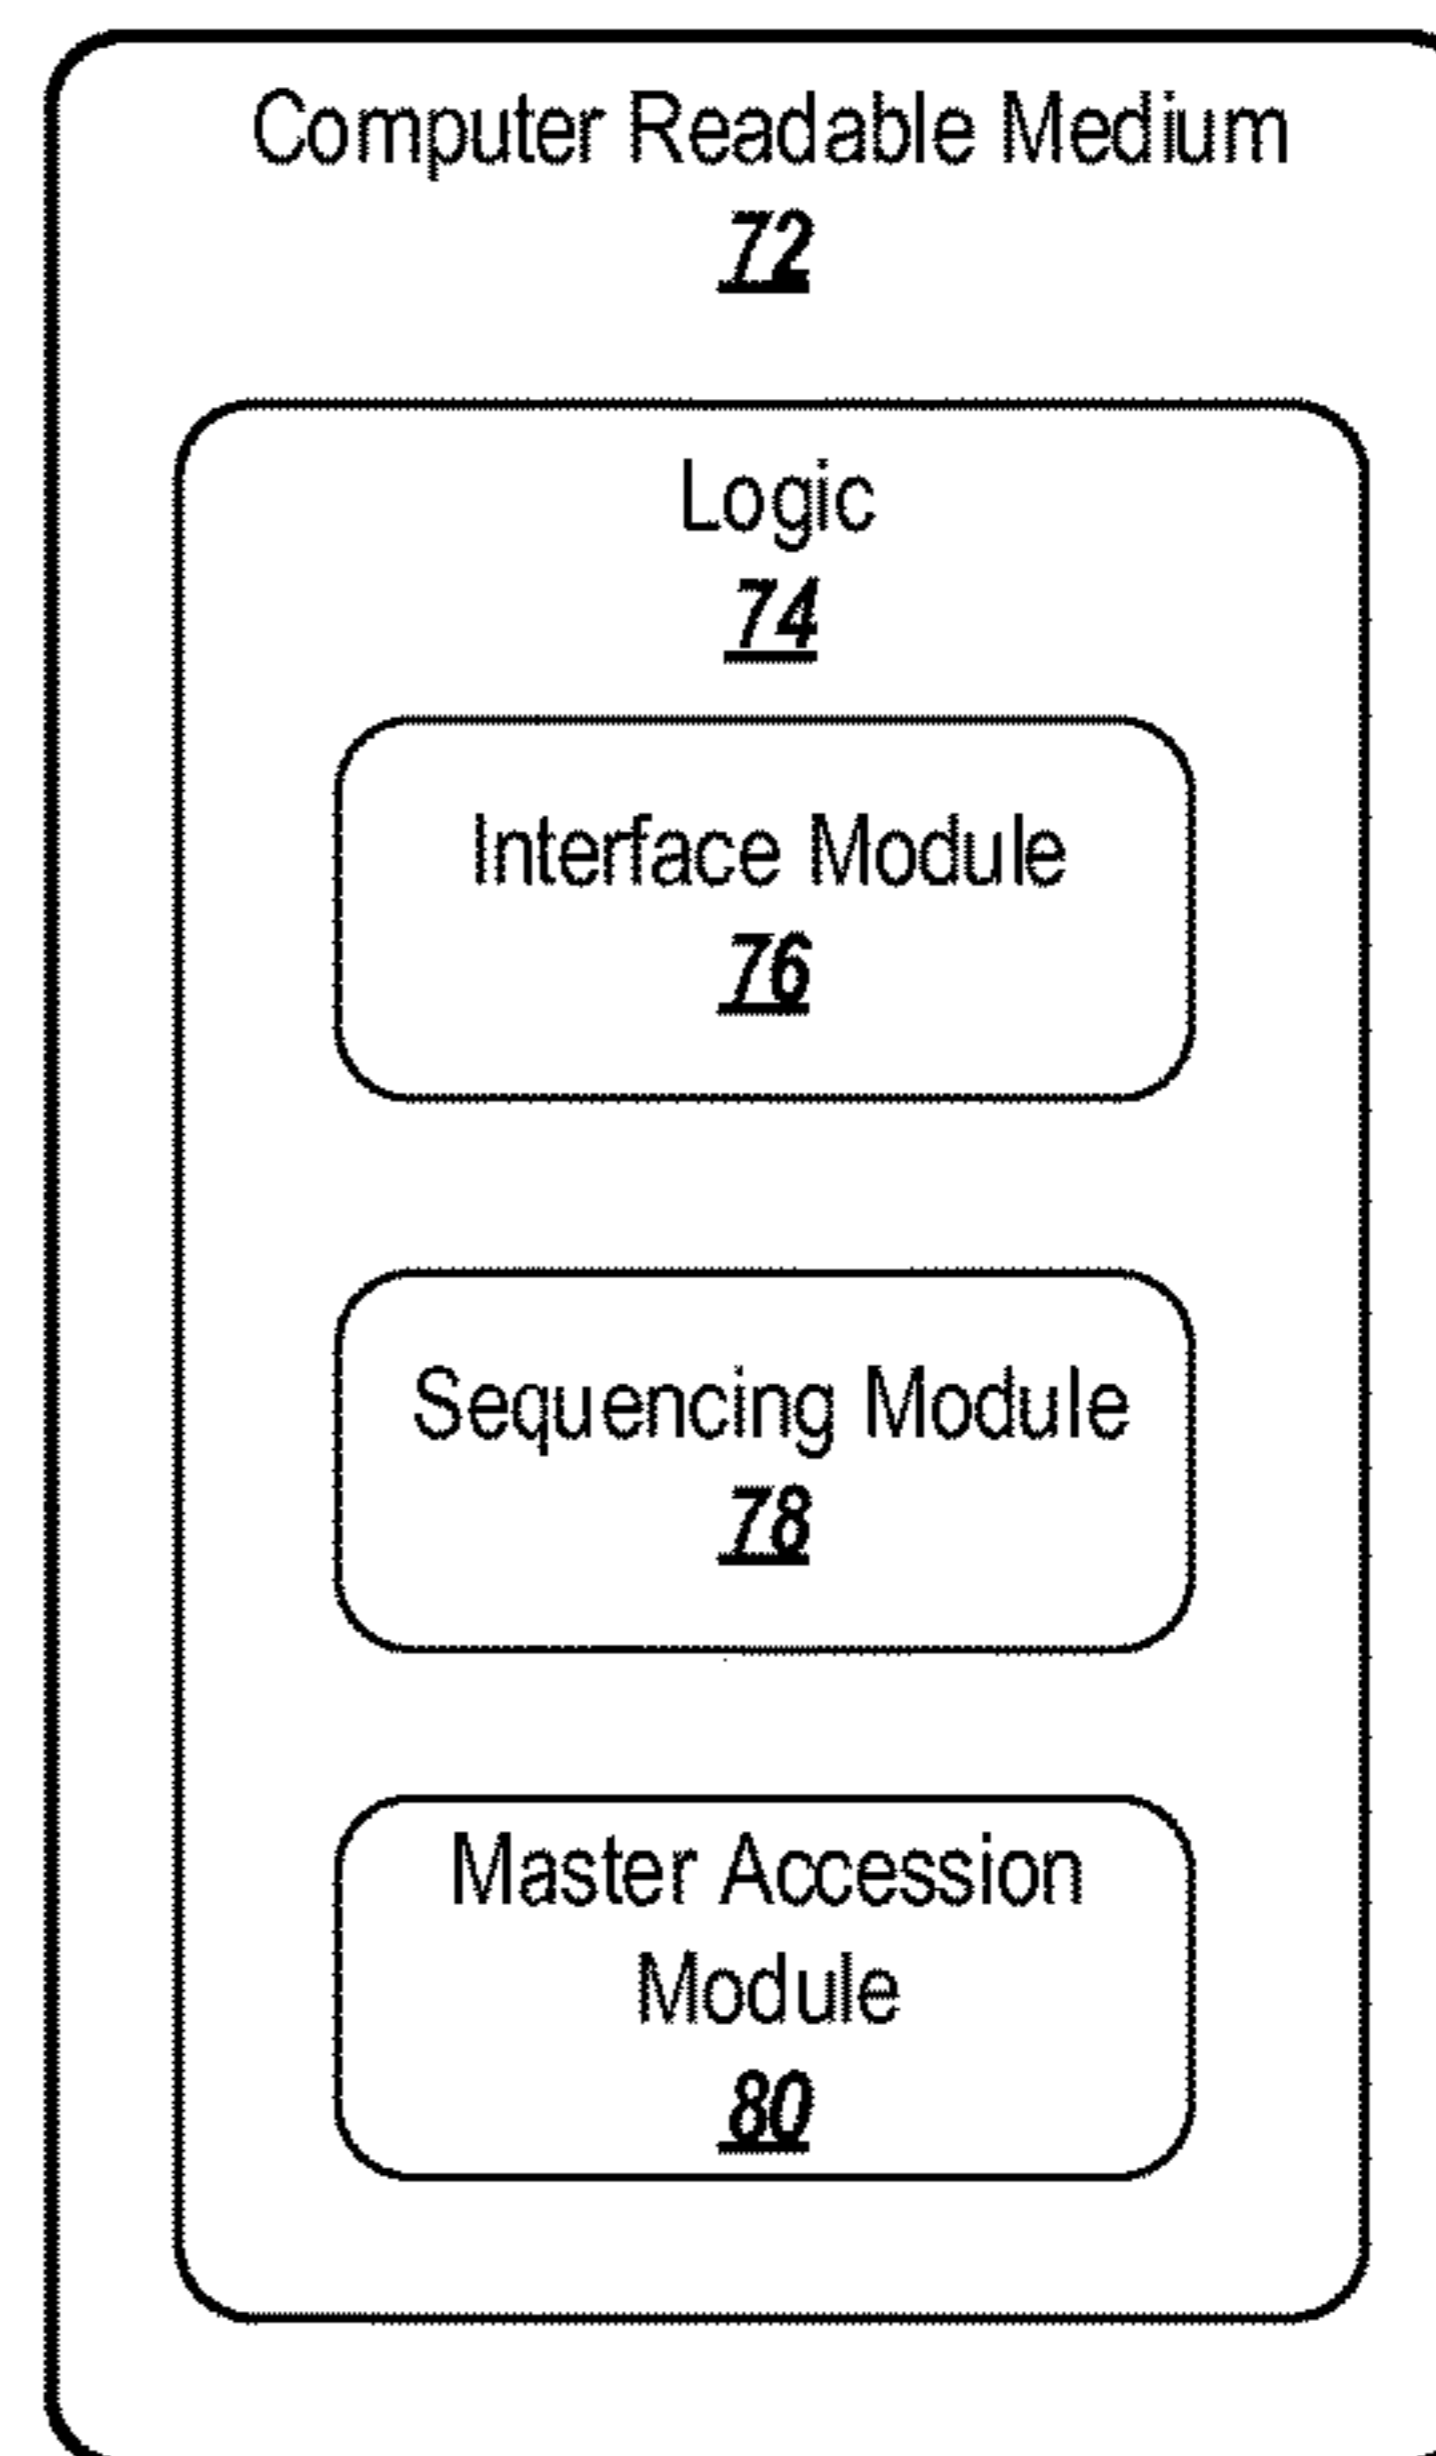 Computer Readable Medium
72
Logic
74
Interface Module
76
Sequencing Module
78
Master Accession
Module
80